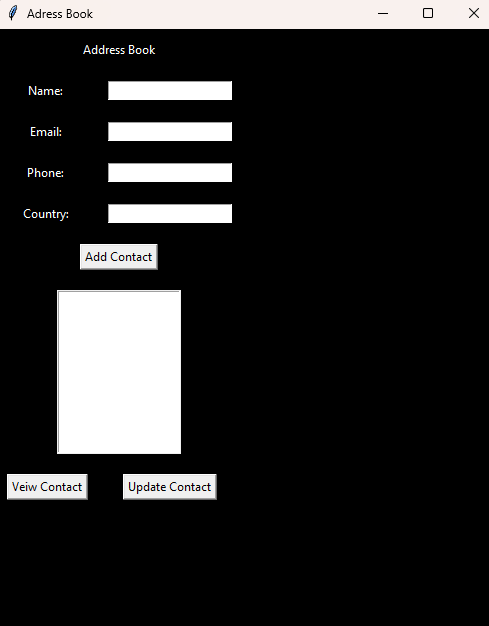 Adress Book
Address Book
Name:
Email:
Phone:
Country:
Add Contact
Veiw Contact Update Contact